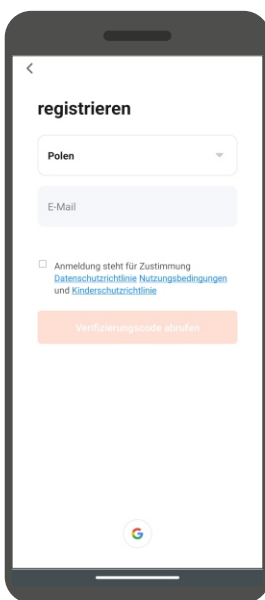 registrieren
Polen
E-Mail
Anmeldung steht für Zustimmung
Datenschutzrichtlinie Nutzungsbedingungen
und Kinderschutzrichtlinie
Verifizierungscode abrufen
G